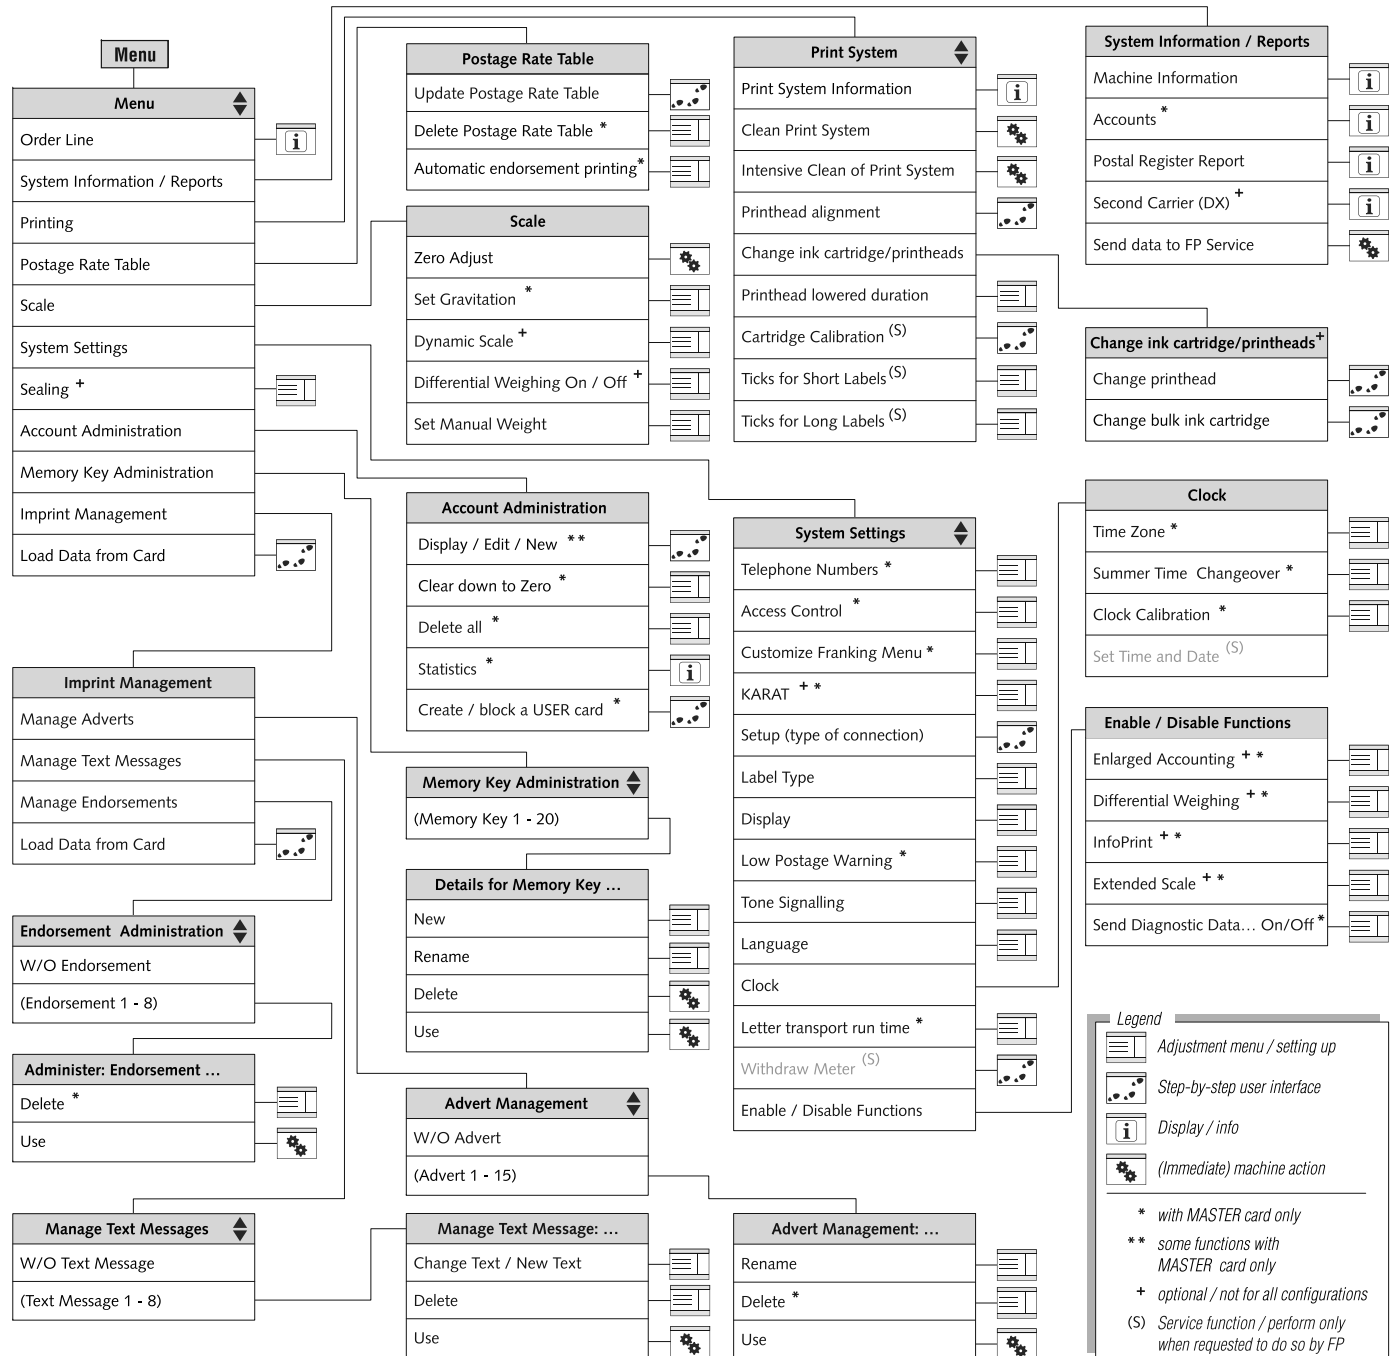 Menu
Menu
Order Line
System Information / Reports
Printing
Postage Rate Table
Scale
System Settings
Sealing +
Account Administration
Memory Key Administration
Imprint Management
Load Data from Card
Imprint Management
Manage Adverts
Manage Text Messages
Manage Endorsements
Load Data from Card
Endorsement Administration
W/O Endorsement
(Endorsement 1 - 8)
Administer: Endorsement ...
Delete *
Use
Manage Text Messages
W/O Text Message
(Text Message 1 - 8)
Postage Rate Table
Update Postage Rate Table
Delete Postage Rate Table *
Automatic endorsement printing*
Scale
Zero Adjust
Set Gravitation *
Dynamic Scale +
Differential Weighing On / Off +
Set Manual Weight
Account Administration
Display / Edit / New **
Clear down to Zero *
Delete all *
Statistics *
Create / block a USER card *
Memory Key Administration
(Memory Key 1 - 20)
Details for Memory Key ...
New
Rename
Delete
Use
Advert Management
W/O Advert
(Advert 1 - 15)
Manage Text Message: ...
Change Text / New Text
Delete
Use
Print System
Print System Information
Clean Print System
Intensive Clean of Print System
Printhead alignment
Change ink cartridge/printheads
Printhead lowered duration
Cartridge Calibration (S)
Ticks for Short Labels (S)
Ticks for Long Labels (S)
System Settings
Telephone Numbers *
Access Control *
Customize Franking Menu *
KARAT + *
Setup (type of connection)
Label Type
Display
Low Postage Warning *
Tone Signalling
Language
Clock
Letter transport run time *
Withdraw Meter (S)
Enable / Disable Functions
Advert Management: ...
Rename
Delete *
Use
System Information / Reports
Machine Information
Accounts *
Postal Register Report
Second Carrier (DX) +
Send data to FP Service
Change ink cartridge/printheads+
Change printhead
Change bulk ink cartridge
Clock
Time Zone *
Summer Time Changeover *
Clock Calibration *
Set Time and Date (S)
Enable / Disable Functions
Enlarged Accounting + *
Differential Weighing + *
InfoPrint + *
Extended Scale + *
Send Diagnostic Data... On/Off *
Legend
Adjustment menu / setting up
Step-by-step user interface
Display / info
(Immediate) machine action
* with MASTER card only
** some functions with
MASTER card only
+ optional / not for all configurations
(S) Service function / perform only
when requested to do so by FP